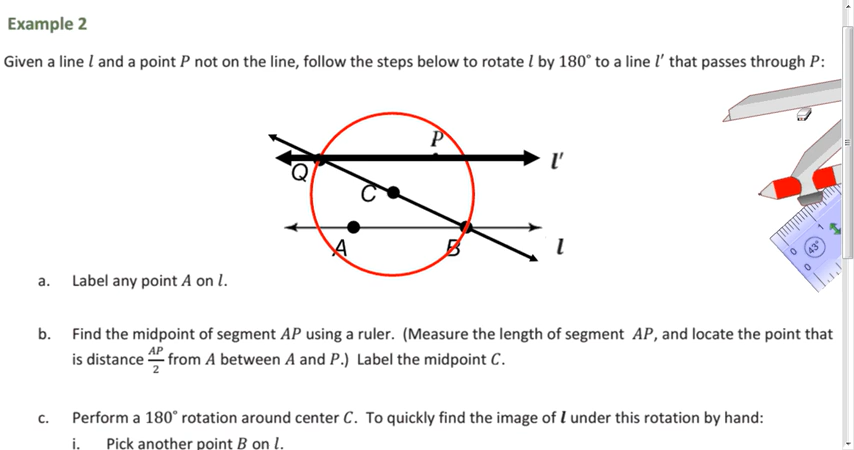 Example 2
Given a line l and a point P not on the line, follow the steps below to rotate l by 180° to a line l′ that passes through P:
P
l′
Q
C
A
B
l
1
0
43°
0
a. Label any point A on l.
b. Find the midpoint of segment AP using a ruler. (Measure the length of segment AP, and locate the point that
is distance AP/2 from A between A and P.) Label the midpoint C.
c. Perform a 180° rotation around center C. To quickly find the image of l under this rotation by hand:
i. Pick another point B on l.